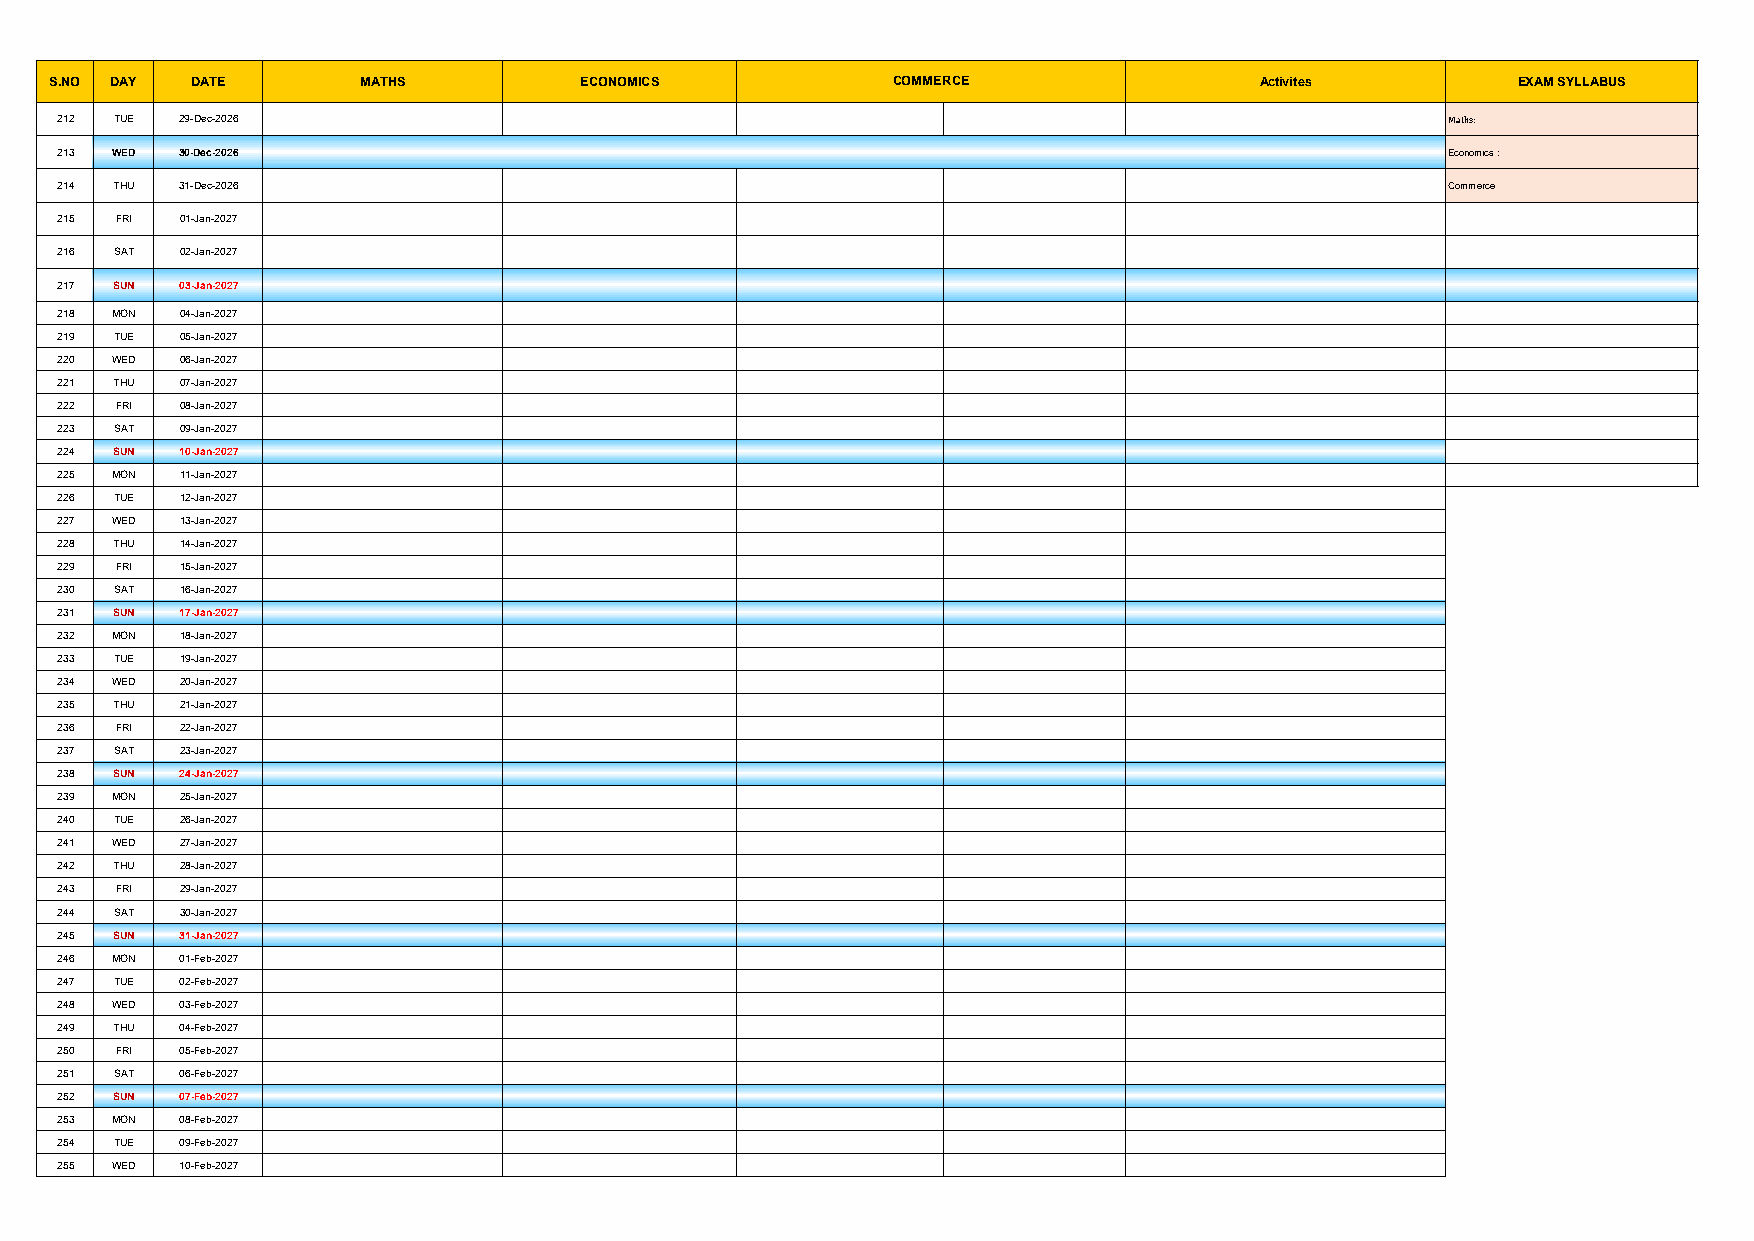 S.NO DAY DATE MATHS ECONOMICS COMMERCE Activites EXAM SYLLABUS
212 TUE 29-Dec-2026 Maths:
213 WED 30-Dec-2026 Economics :
214 THU 31-Dec-2026 Commerce
215 FRI 01-Jan-2027
216 SAT 02-Jan-2027
217 SUN 03-Jan-2027
218 MON 04-Jan-2027
219 TUE 05-Jan-2027
220 WED 06-Jan-2027
221 THU 07-Jan-2027
222 FRI 08-Jan-2027
223 SAT 09-Jan-2027
224 SUN 10-Jan-2027
225 MON 11-Jan-2027
226 TUE 12-Jan-2027
227 WED 13-Jan-2027
228 THU 14-Jan-2027
229 FRI 15-Jan-2027
230 SAT 16-Jan-2027
231 SUN 17-Jan-2027
232 MON 18-Jan-2027
233 TUE 19-Jan-2027
234 WED 20-Jan-2027
235 THU 21-Jan-2027
236 FRI 22-Jan-2027
237 SAT 23-Jan-2027
238 SUN 24-Jan-2027
239 MON 25-Jan-2027
240 TUE 26-Jan-2027
241 WED 27-Jan-2027
242 THU 28-Jan-2027
243 FRI 29-Jan-2027
244 SAT 30-Jan-2027
245 SUN 31-Jan-2027
246 MON 01-Feb-2027
247 TUE 02-Feb-2027
248 WED 03-Feb-2027
249 THU 04-Feb-2027
250 FRI 05-Feb-2027
251 SAT 06-Feb-2027
252 SUN 07-Feb-2027
253 MON 08-Feb-2027
254 TUE 09-Feb-2027
255 WED 10-Feb-2027